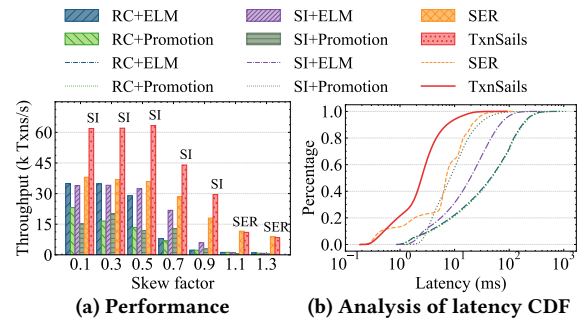 RC+ELM SI+ELM SER
RC+Promotion SI+Promotion TxnSails
RC+ELM SI+ELM SER
RC+Promotion SI+Promotion TxnSails
Throughput (k Txns/s)
60
45
30
15
0
SI SI SI SI SI SER SER
0.1 0.3 0.5 0.7 0.9 1.1 1.3
Skew factor
(a) Performance
Percentage
1.0
0.8
0.6
0.4
0.2
0.0
10⁻¹ 10⁰ 10¹ 10² 10³
Latency (ms)
(b) Analysis of latency CDF